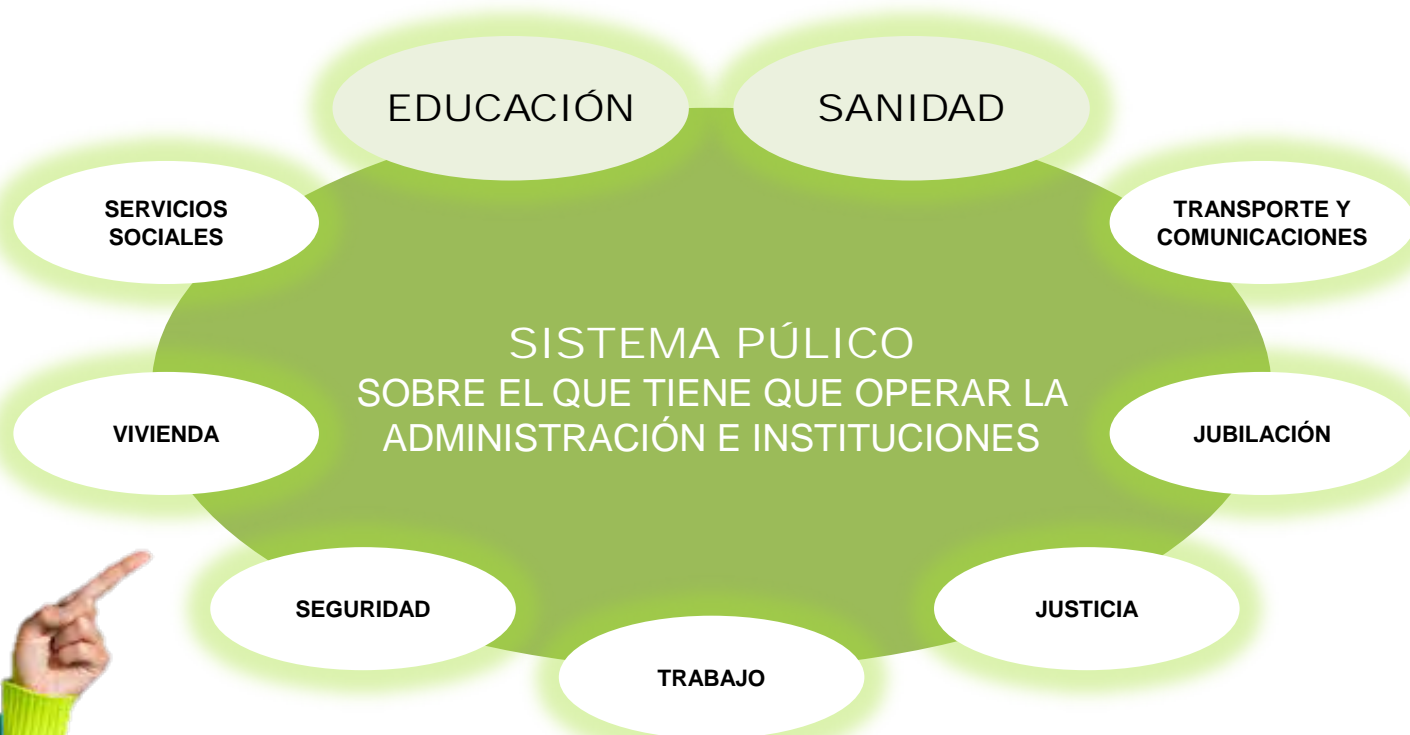 EDUCACIÓN
SANIDAD
SERVICIOS
SOCIALES
TRANSPORTE Y
COMUNICACIONES
SISTEMA PÚLICO
SOBRE EL QUE TIENE QUE OPERAR LA
ADMINISTRACIÓN E INSTITUCIONES
VIVIENDA
JUBILACIÓN
SEGURIDAD
JUSTICIA
TRABAJO